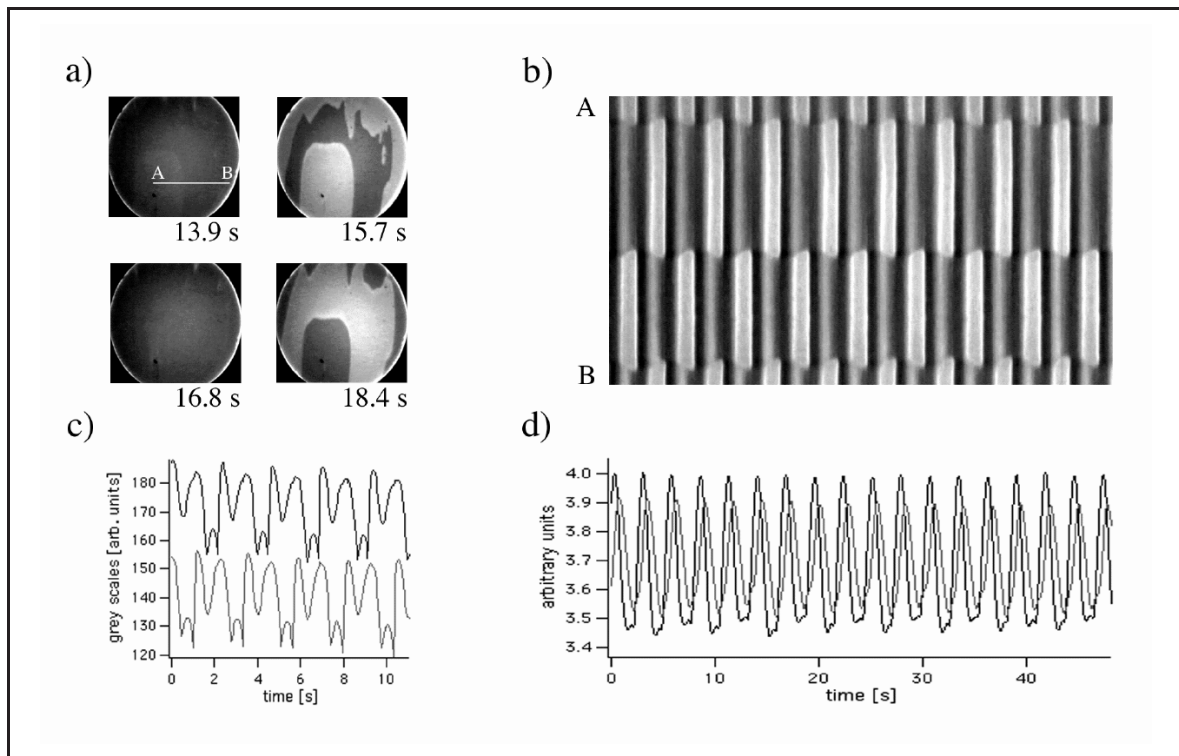 a)
A B
13.9 s
15.7 s
16.8 s
18.4 s
b)
A
B
c)
grey scales [arb. units]
180
170
160
150
140
130
120
0 2 4 6 8 10
time [s]
d)
arbitrary units
4.0
3.9
3.8
3.7
3.6
3.5
3.4
0 10 20 30 40
time [s]